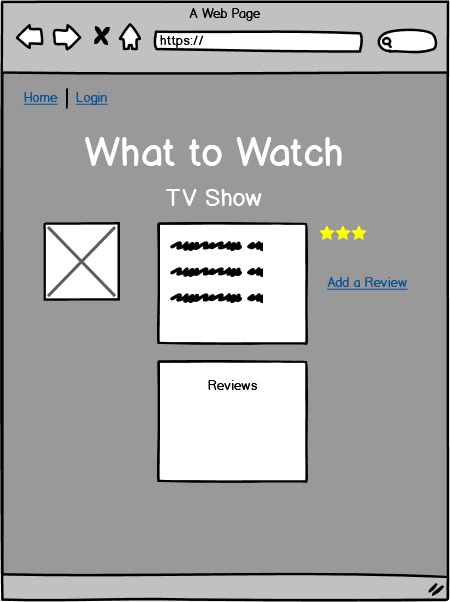 A Web Page
https://
Home | Login
What to Watch
TV Show
Add a Review
Reviews